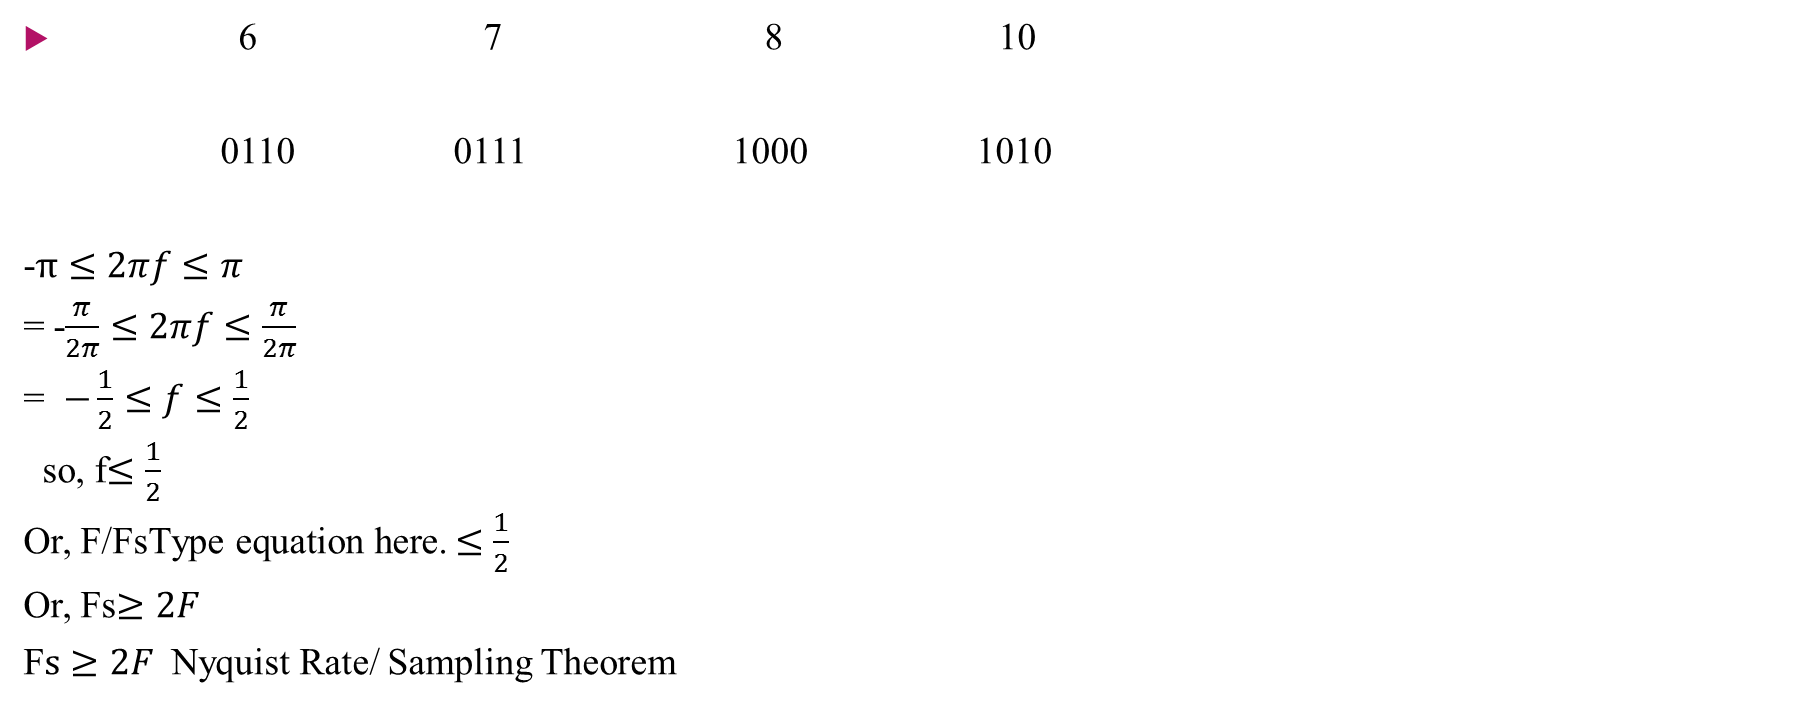 6 7 8 10
0110 0111 1000 1010
-π ≤ 2πf ≤ π
= -π/2π ≤ 2πf ≤ π/2π
= −1/2 ≤ f ≤ 1/2
so, f≤ 1/2
Or, F/FsType equation here. ≤ 1/2
Or, Fs≥ 2F
Fs ≥ 2F Nyquist Rate/ Sampling Theorem